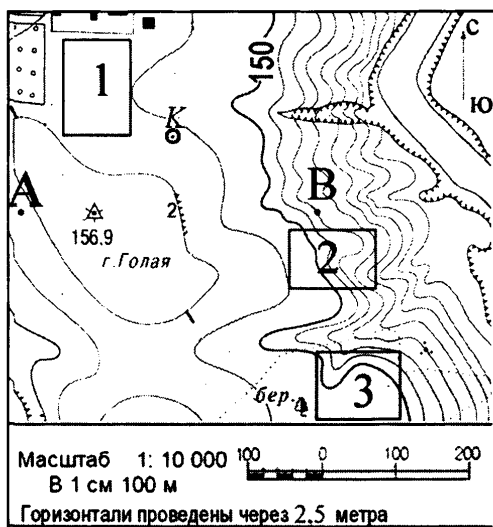 С
Ю
150
1
К
А
2
156.9
г.Голая
В
2
3
бер.
Масштаб 1: 10 000
В 1 см 100 м
100 0 100 200
Горизонтали проведены через 2,5 метра